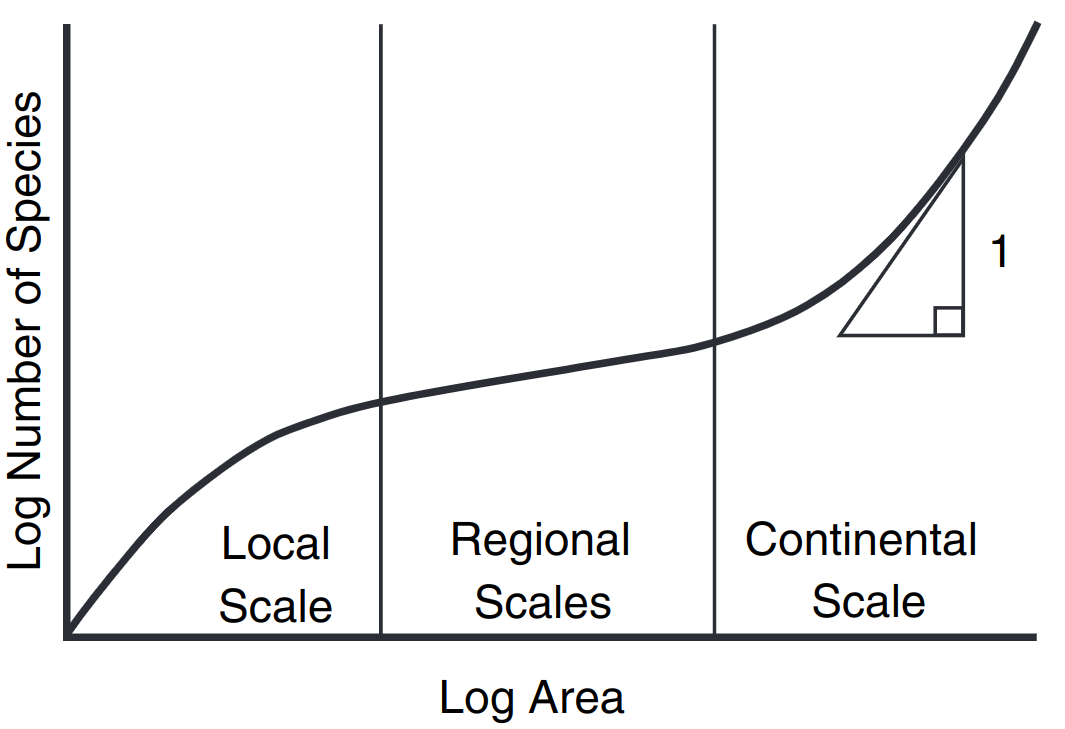 Log Number of Species
1
Local
Scale
Regional
Scales
Continental
Scale
Log Area